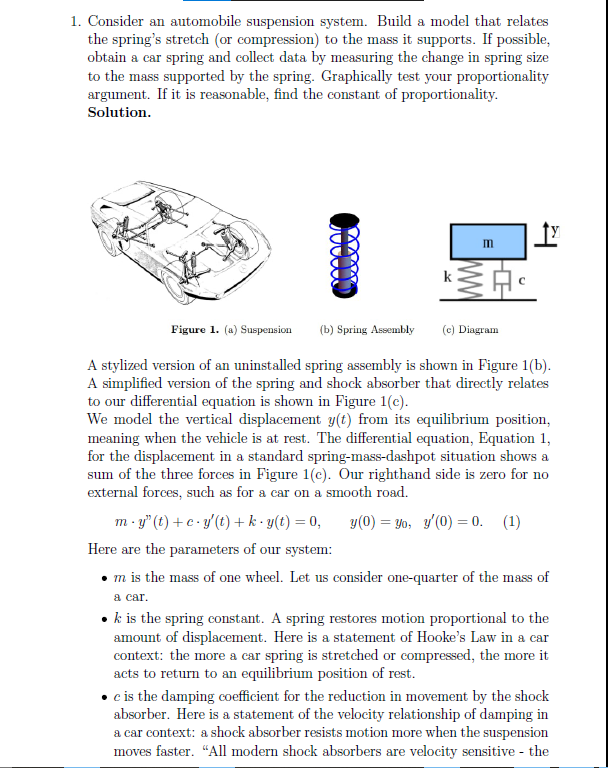 1. Consider an automobile suspension system. Build a model that relates
the spring's stretch (or compression) to the mass it supports. If possible,
obtain a car spring and collect data by measuring the change in spring size
to the mass supported by the spring. Graphically test your proportionality
argument. If it is reasonable, find the constant of proportionality.
Solution.
m
y
k
c
Figure 1. (a) Suspension (b) Spring Assembly (c) Diagram
A stylized version of an uninstalled spring assembly is shown in Figure 1(b).
A simplified version of the spring and shock absorber that directly relates
to our differential equation is shown in Figure 1(c).
We model the vertical displacement y(t) from its equilibrium position,
meaning when the vehicle is at rest. The differential equation, Equation 1,
for the displacement in a standard spring-mass-dashpot situation shows a
sum of the three forces in Figure 1(c). Our righthand side is zero for no
external forces, such as for a car on a smooth road.
m · y”(t) + c · y′(t) + k · y(t) = 0, y(0) = y₀, y′(0) = 0. (1)
Here are the parameters of our system:
• m is the mass of one wheel. Let us consider one-quarter of the mass of
a car.
• k is the spring constant. A spring restores motion proportional to the
amount of displacement. Here is a statement of Hooke's Law in a car
context: the more a car spring is stretched or compressed, the more it
acts to return to an equilibrium position of rest.
• c is the damping coefficient for the reduction in movement by the shock
absorber. Here is a statement of the velocity relationship of damping in
a car context: a shock absorber resists motion more when the suspension
moves faster. “All modern shock absorbers are velocity sensitive - the